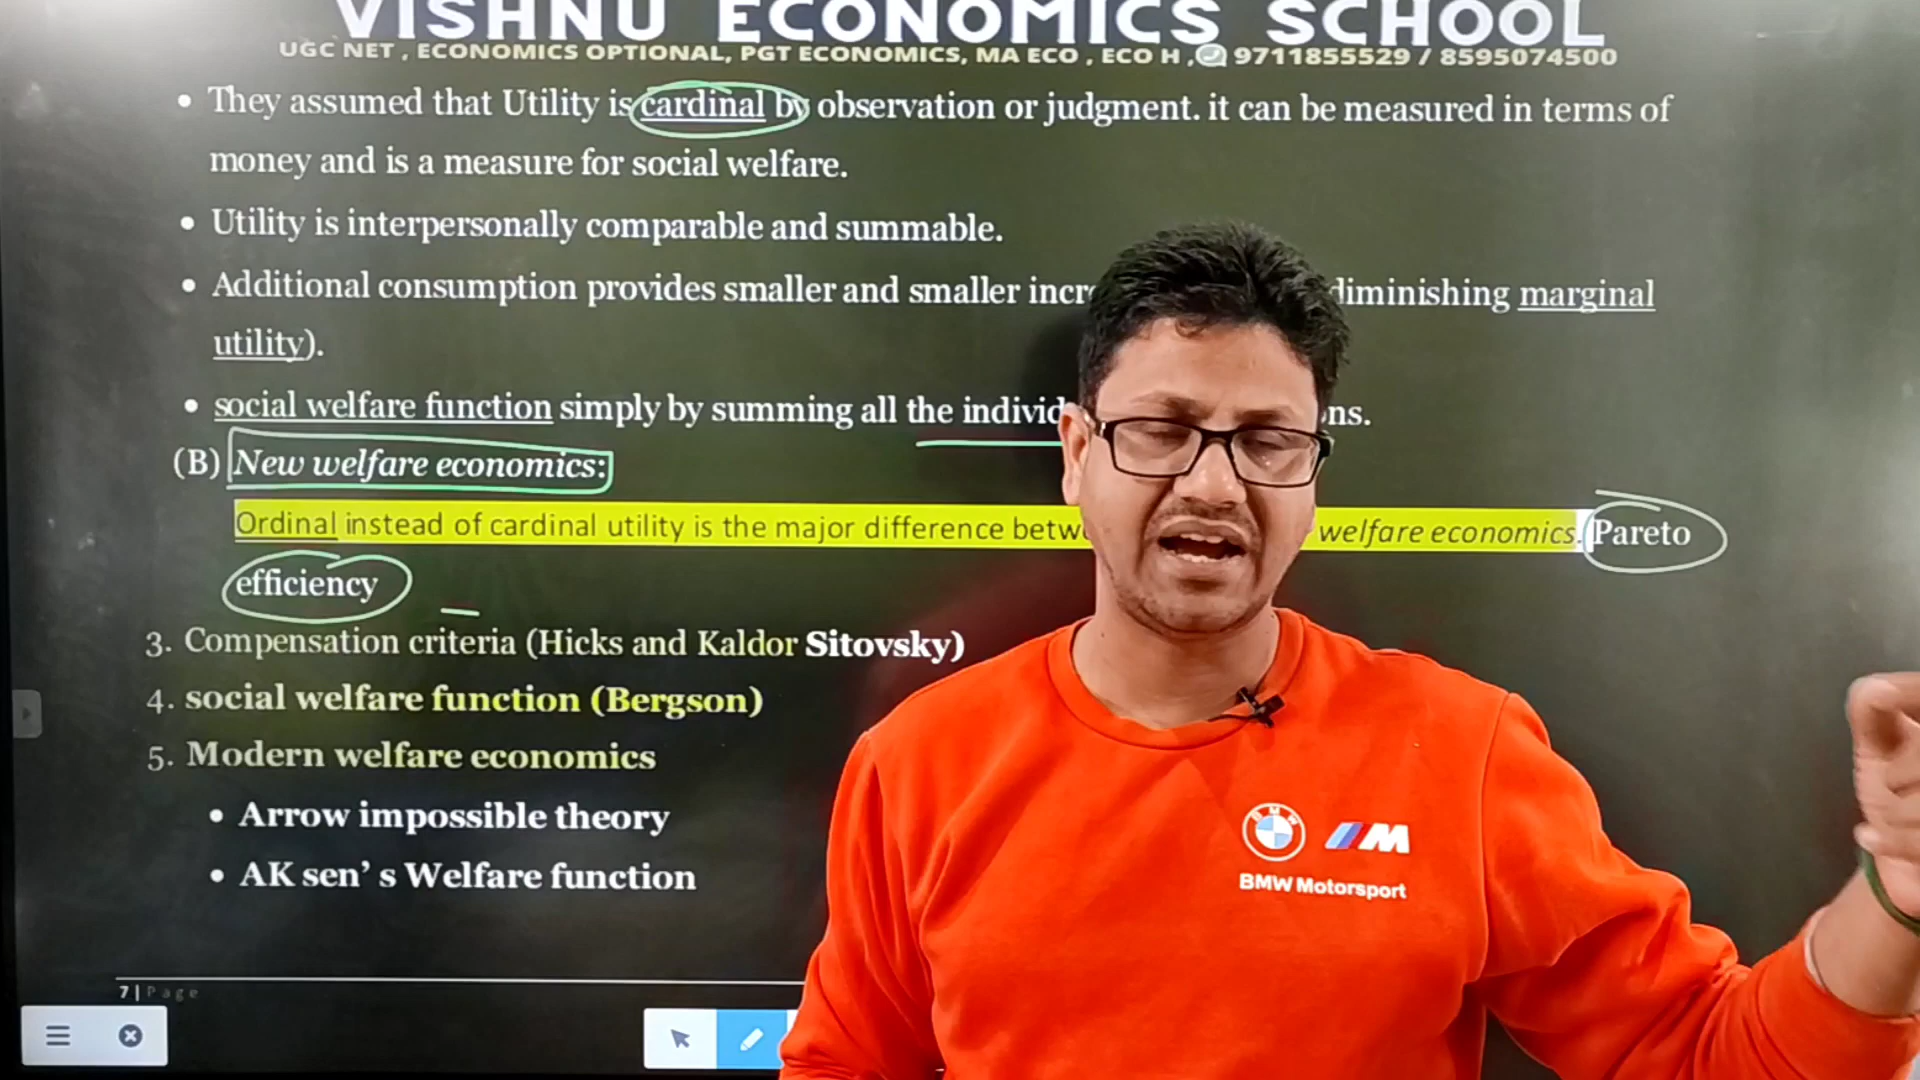 VISHNU ECONOMICS SCHOOL
UGC NET , ECONOMICS OPTIONAL, PGT ECONOMICS, MA ECO , ECO H , 9711855529 / 8595074500
• They assumed that Utility is cardinal by observation or judgment. it can be measured in terms of
money and is a measure for social welfare.
• Utility is interpersonally comparable and summable.
• Additional consumption provides smaller and smaller diminishing marginal
utility).
• social welfare function simply by summing all the
(B) New welfare economics:
Ordinal instead of cardinal utility is the major difference welfare economics. Pareto
efficiency
3. Compensation criteria (Hicks and Kaldor Sitovsky)
4. social welfare function (Bergson)
5. Modern welfare economics
• Arrow impossible theory
• AK sen’ s Welfare function
7 | Page
BMW
M
BMW Motorsport